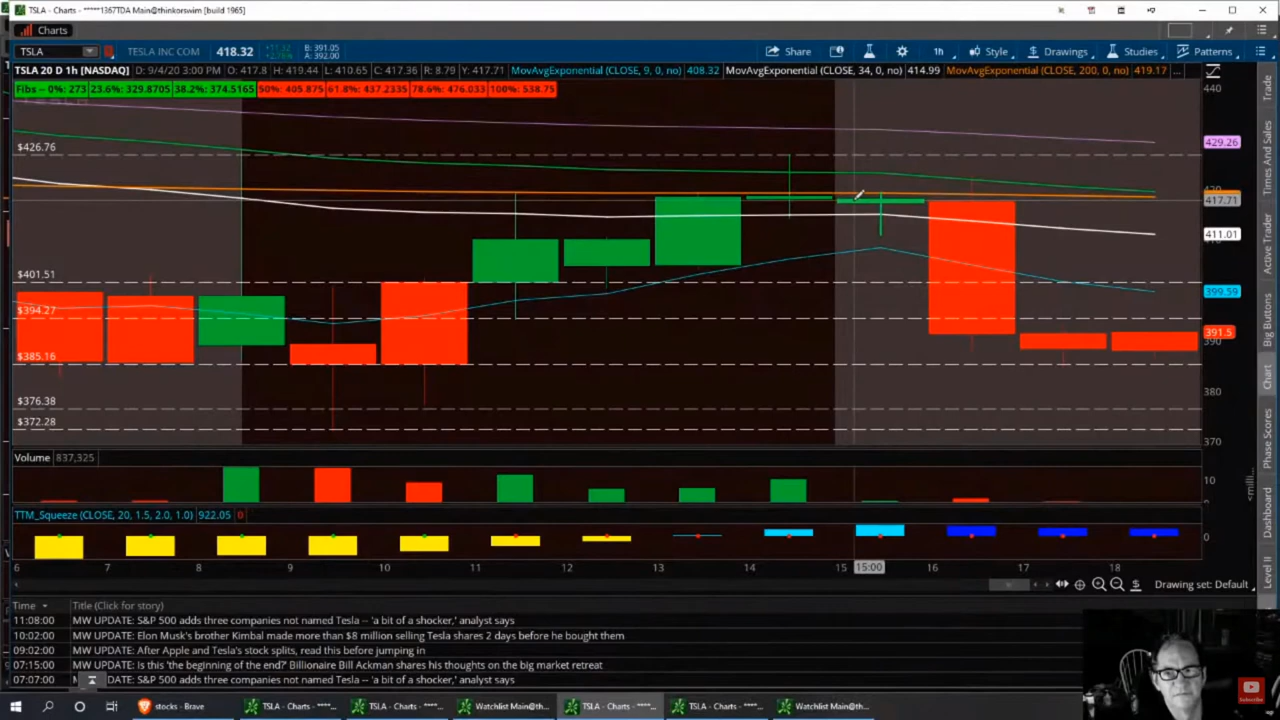 TSLA - Charts - *****1367TDA Main@thinkorswim [build 1965]
Charts
TSLA TESLA INC COM 418.32 B: 391.05 A: 392.00 Share 1h Style Drawings Studies Patterns
TSLA 20 D 1h [NASDAQ] D: 9/4/20 3:00 PM O: 417.8 H: 419.44 L: 410.65 C: 417.36 R: 8.79 Y: 417.71 MovAvgExponential (CLOSE, 9, 0, no) 408.32 MovAvgExponential (CLOSE, 34, 0, no) 414.99 MovAvgExponential (CLOSE, 200, 0, no) 419.17 ...
Fibs -- 0%: 273 23.6%: 329.8705 38.2%: 374.5165 50%: 405.875 61.8%: 437.2335 78.6%: 476.033 100%: 538.75
440
429.26
$426.76
417.71
411.01
$401.51
399.59
$394.27
391.5
390
$385.16
380
$376.38
$372.28
370
Trade
Times And Sales
Active Trader
Big Buttons
Chart
Phase Scores
Dashboard
Level II
Volume 837,325
10
<millions>
TTM_Squeeze (CLOSE, 20, 1.5, 2.0, 1.0) 922.05 0
0
6 7 8 9 10 11 12 13 14 15 15:00 16 17 18
Drawing set: Default
Time Title (Click for story)
11:08:00 MW UPDATE: S&P 500 adds three companies not named Tesla -- 'a bit of a shocker,' analyst says
10:02:00 MW UPDATE: Elon Musk's brother Kimbal made more than $8 million selling Tesla shares 2 days before he bought them
09:02:00 MW UPDATE: After Apple and Tesla's stock splits, read this before jumping in
07:15:00 MW UPDATE: Is this 'the beginning of the end?' Billionaire Bill Ackman shares his thoughts on the big market retreat
07:07:00 MW UPDATE: S&P 500 adds three companies not named Tesla -- 'a bit of a shocker,' analyst says
SUBSCRIBE
stocks - Brave TSLA - Charts - ****... TSLA - Charts - ****... Watchlist Main@th... TSLA - Charts - ****... TSLA - Charts - ****... Watchlist Main@th...